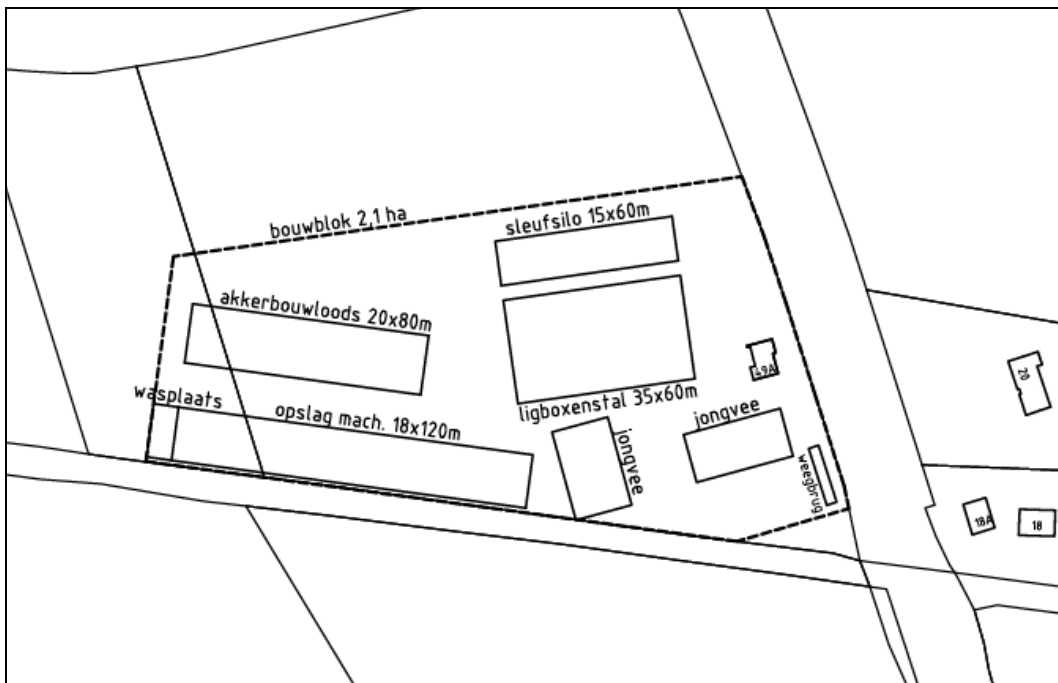 bouwblok 2,1 ha
sleufsilo 15x60m
akkerbouwloods 20x80m
49A
20
wasplaats
opslag mach. 18x120m
ligboxenstal 35x60m
jongvee
jongvee
weegbrug
18A
18